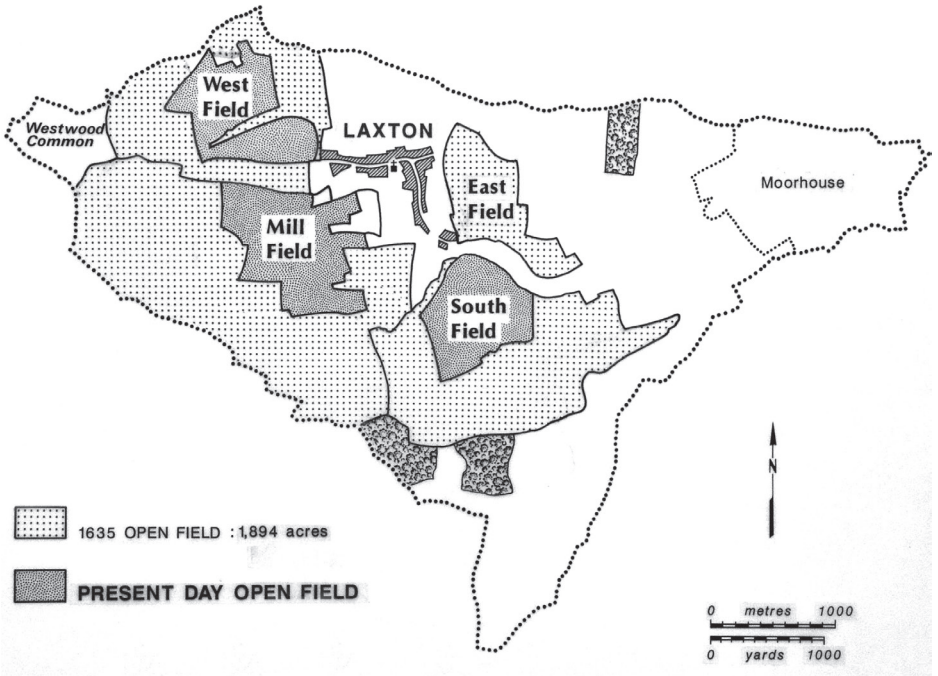 West
Field
Westwood
Common
LAXTON
East
Field
Moorhouse
Mill
Field
South
Field
N
1635 OPEN FIELD : 1,894 acres
PRESENT DAY OPEN FIELD
0 metres 1000
0 yards 1000